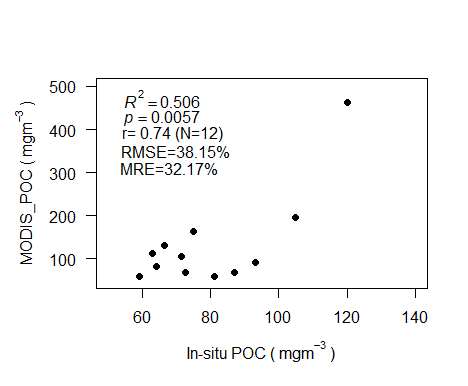 R² = 0.506
p = 0.0057
r= 0.74 (N=12)
RMSE=38.15%
MRE=32.17%
MODIS_POC ( mgm⁻³ )
500
400
300
200
100
60 80 100 120 140
In-situ POC ( mgm⁻³ )